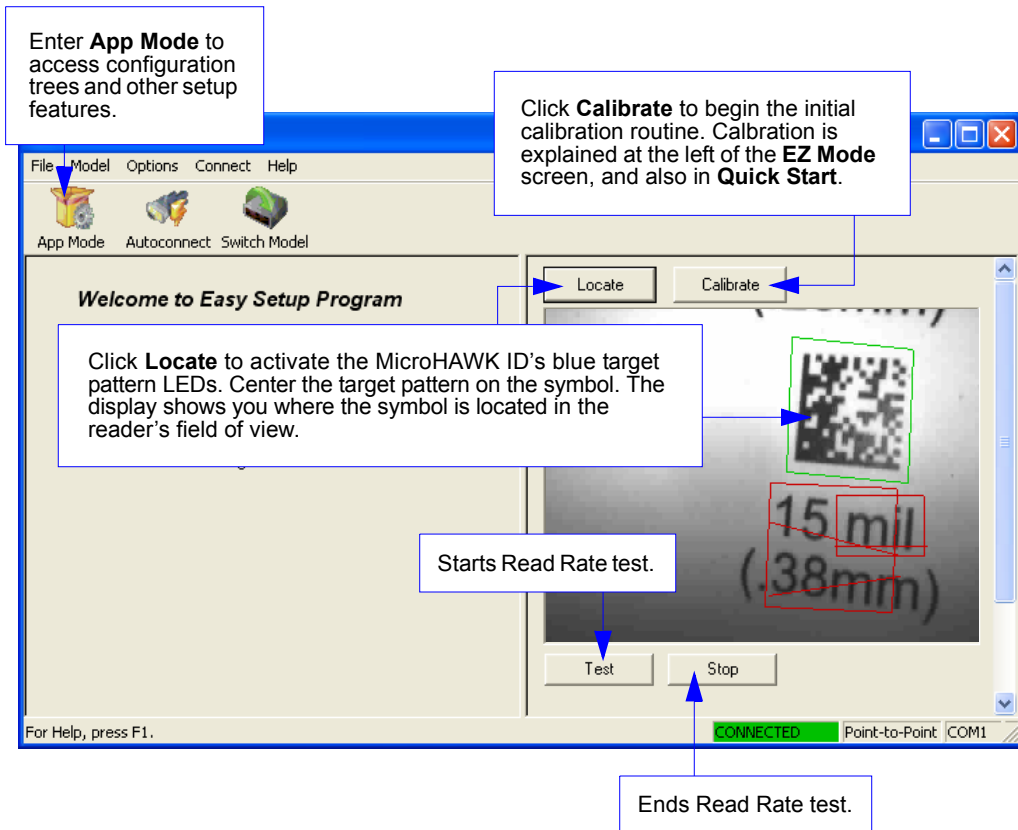 Enter App Mode to
access configuration
trees and other setup
features.
Click Calibrate to begin the initial
calibration routine. Calbration is
explained at the left of the EZ Mode
screen, and also in Quick Start.
File Model Options Connect Help
App Mode Autoconnect Switch Model
Locate Calibrate
Welcome to Easy Setup Program
Click Locate to activate the MicroHAWK ID's blue target
pattern LEDs. Center the target pattern on the symbol. The
display shows you where the symbol is located in the
reader's field of view.
15 mil
(.38mm)
Starts Read Rate test.
Test Stop
For Help, press F1. CONNECTED Point-to-Point COM1
Ends Read Rate test.